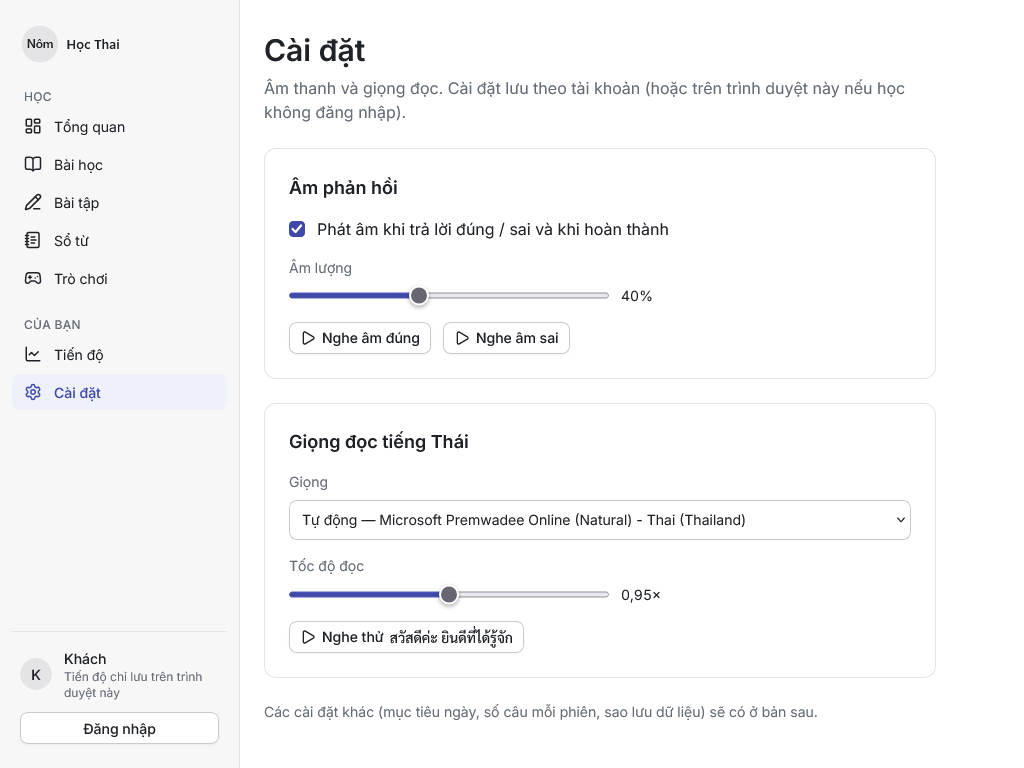 Nôm
Học Thai
HỌC
Tổng quan
Bài học
Bài tập
Sổ từ
Trò chơi
CỦA BẠN
Tiến độ
Cài đặt
K
Khách
Tiến độ chỉ lưu trên trình
duyệt này
Đăng nhập
Cài đặt
Âm thanh và giọng đọc. Cài đặt lưu theo tài khoản (hoặc trên trình duyệt này nếu học
không đăng nhập).
Âm phản hồi
Phát âm khi trả lời đúng / sai và khi hoàn thành
Âm lượng
40%
Nghe âm đúng
Nghe âm sai
Giọng đọc tiếng Thái
Giọng
Tự động — Microsoft Premwadee Online (Natural) - Thai (Thailand)
Tốc độ đọc
0,95×
Nghe thử สวัสดีค่ะ ยินดีที่ได้รู้จัก
Các cài đặt khác (mục tiêu ngày, số câu mỗi phiên, sao lưu dữ liệu) sẽ có ở bản sau.